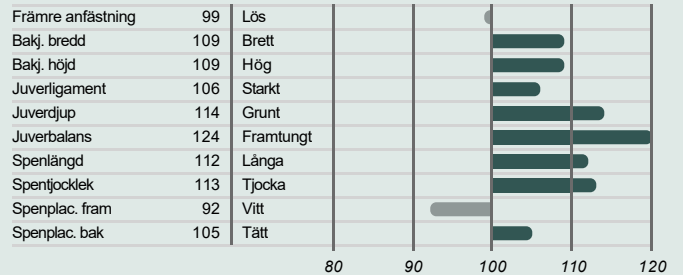 Främre anfästning 99 Lös
Bakj. bredd 109 Brett
Bakj. höjd 109 Hög
Juverligament 106 Starkt
Juverdjup 114 Grunt
Juverbalans 124 Framtungt
Spenlängd 112 Långa
Spentjocklek 113 Tjocka
Spenplac. fram 92 Vitt
Spenplac. bak 105 Tätt
80 90 100 110 120